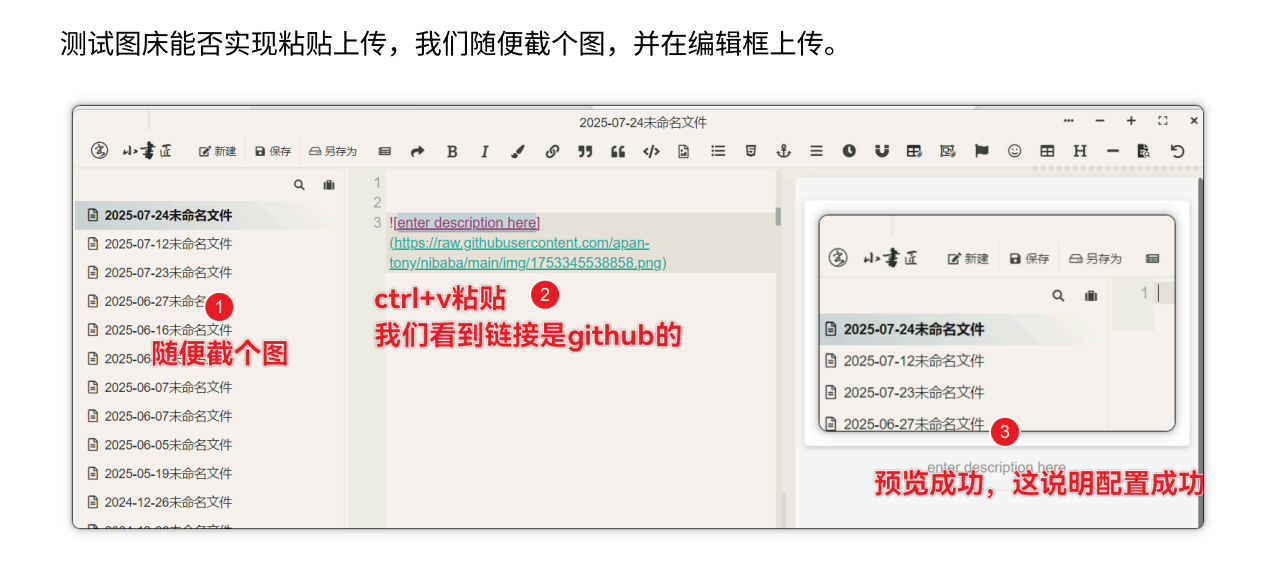 测试图床能否实现粘贴上传，我们随便截个图，并在编辑框上传。
2025-07-24未命名文件
小书匠 新建 保存 另存为
2025-07-24未命名文件
2025-07-12未命名文件
2025-07-23未命名文件
2025-06-27未命名
1
2025-06-16未命名文件
随便截个图
2025-06
2025-06-07未命名文件
2025-06-07未命名文件
2025-06-05未命名文件
2025-05-19未命名文件
2024-12-26未命名文件
1
2
3 ![enter description here]
(https://raw.githubusercontent.com/apan-
tony/nibaba/main/img/1753345538858.png)
ctrl+v粘贴 2
我们看到链接是github的
小书匠 新建 保存 另存为
1
2025-07-24未命名文件
2025-07-12未命名文件
2025-07-23未命名文件
2025-06-27未命名文件
3
enter description here
预览成功，这说明配置成功